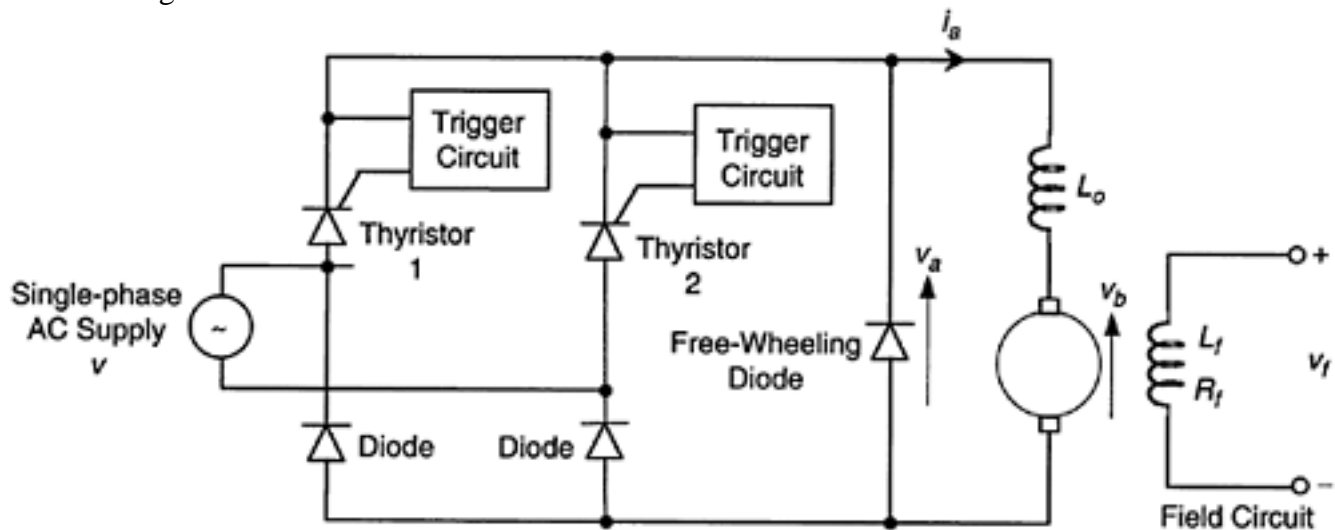 i_a
Trigger
Circuit
Trigger
Circuit
L_o
Thyristor
1
Thyristor
2
v_a
v_b
+
Single-phase
AC Supply
v
~
Free-Wheeling
Diode
L_f
R_f
v_f
Diode
Diode
−
Field Circuit